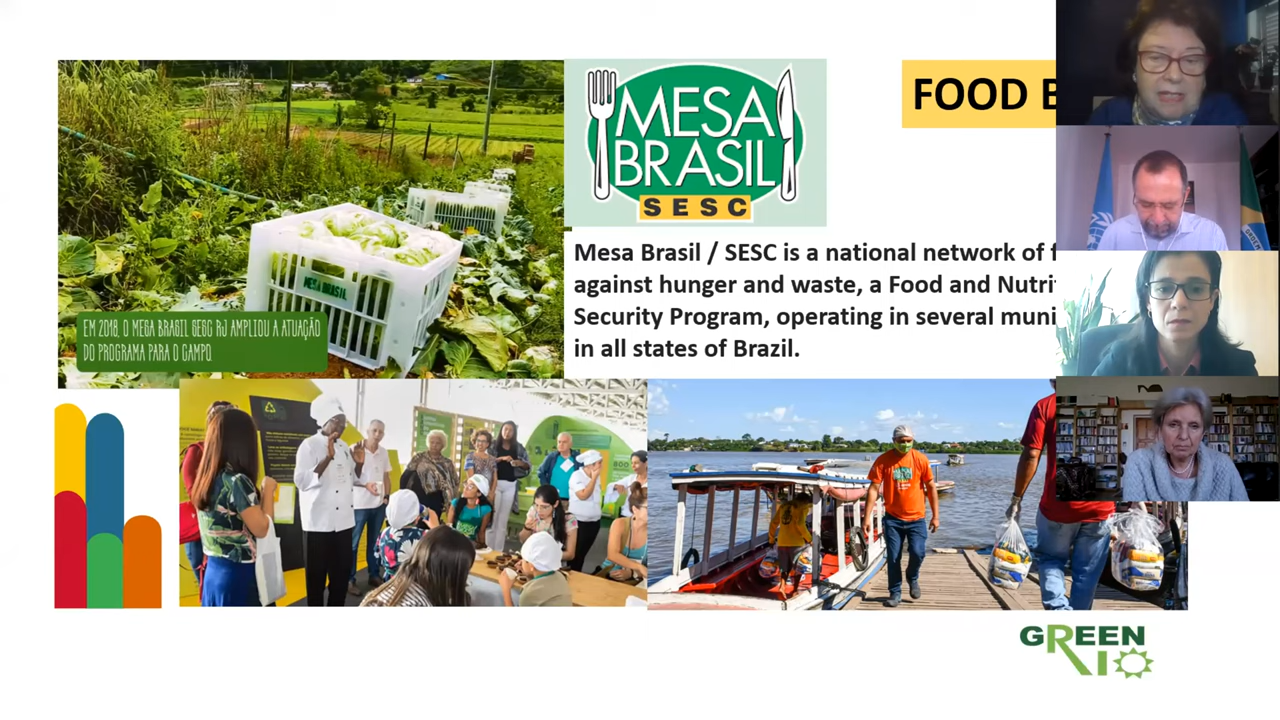 MESA
BRASIL
SESC
FOOD
Mesa Brasil / SESC is a national network of
against hunger and waste, a Food and
Security Program, operating in several
in all states of Brazil.
MESA BRASIL
EM 2018, O MESA BRASIL SESC RJ AMPLIOU A ATUAÇÃO
DO PROGRAMA PARA O CAMPO.
GREEN
RIO